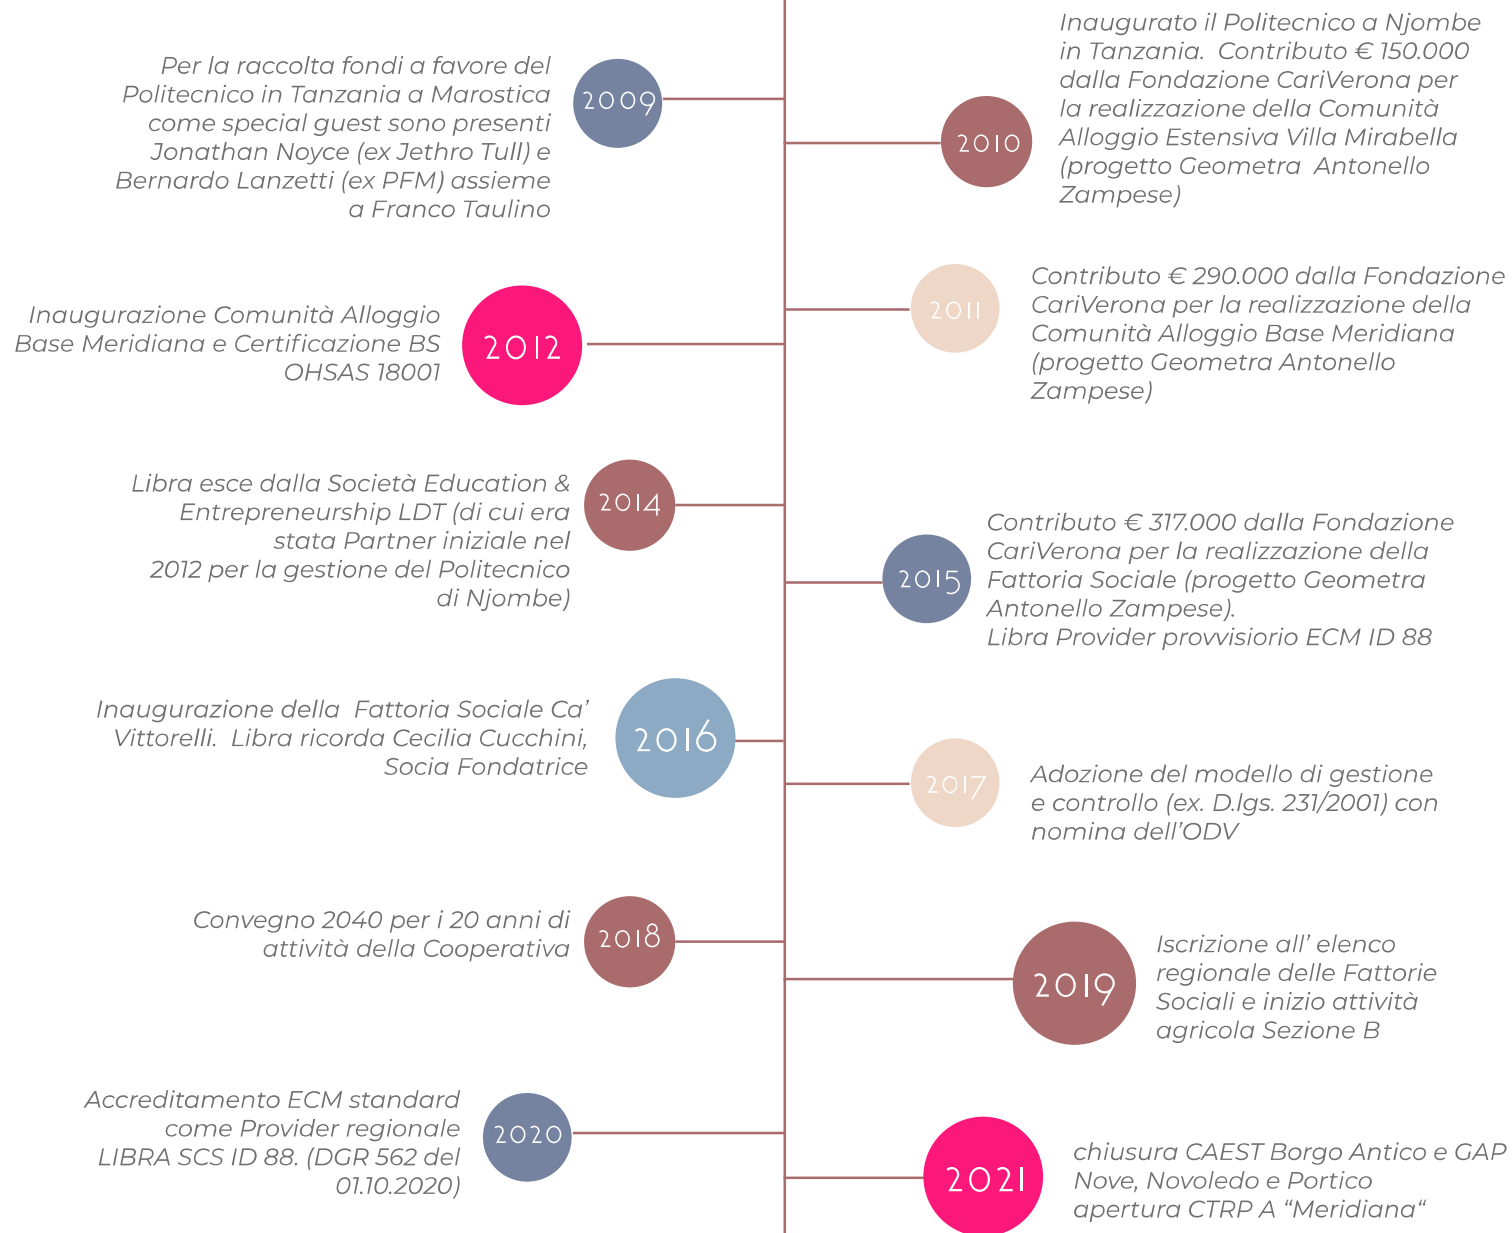 Per la raccolta fondi a favore del
Politecnico in Tanzania a Marostica
come special guest sono presenti
Jonathan Noyce (ex Jethro Tull) e
Bernardo Lanzetti (ex PFM) assieme
a Franco Taulino
2009
Inaugurato il Politecnico a Njombe
in Tanzania.  Contributo € 150.000
dalla Fondazione CariVerona per
la realizzazione della Comunità
Alloggio Estensiva Villa Mirabella
(progetto Geometra  Antonello
Zampese)
2010
Contributo € 290.000 dalla Fondazione
CariVerona per la realizzazione della
Comunità Alloggio Base Meridiana
(progetto Geometra Antonello
Zampese)
2011
Inaugurazione Comunità Alloggio
Base Meridiana e Certificazione BS
OHSAS 18001
2012
Libra esce dalla Società Education &
Entrepreneurship LDT (di cui era
stata Partner iniziale nel
2012 per la gestione del Politecnico
di Njombe)
2014
Contributo € 317.000 dalla Fondazione
CariVerona per la realizzazione della
Fattoria Sociale (progetto Geometra
Antonello Zampese).
Libra Provider provvisiorio ECM ID 88
2015
Inaugurazione della  Fattoria Sociale Ca’
Vittorelli.  Libra ricorda Cecilia Cucchini,
Socia Fondatrice
2016
Adozione del modello di gestione
e controllo (ex. D.lgs. 231/2001) con
nomina dell’ODV
2017
Convegno 2040 per i 20 anni di
attività della Cooperativa
2018
Iscrizione all’ elenco
regionale delle Fattorie
Sociali e inizio attività
agricola Sezione B
2019
Accreditamento ECM standard
come Provider regionale
LIBRA SCS ID 88. (DGR 562 del
01.10.2020)
2020
chiusura CAEST Borgo Antico e GAP
Nove, Novoledo e Portico
apertura CTRP A “Meridiana“
2021